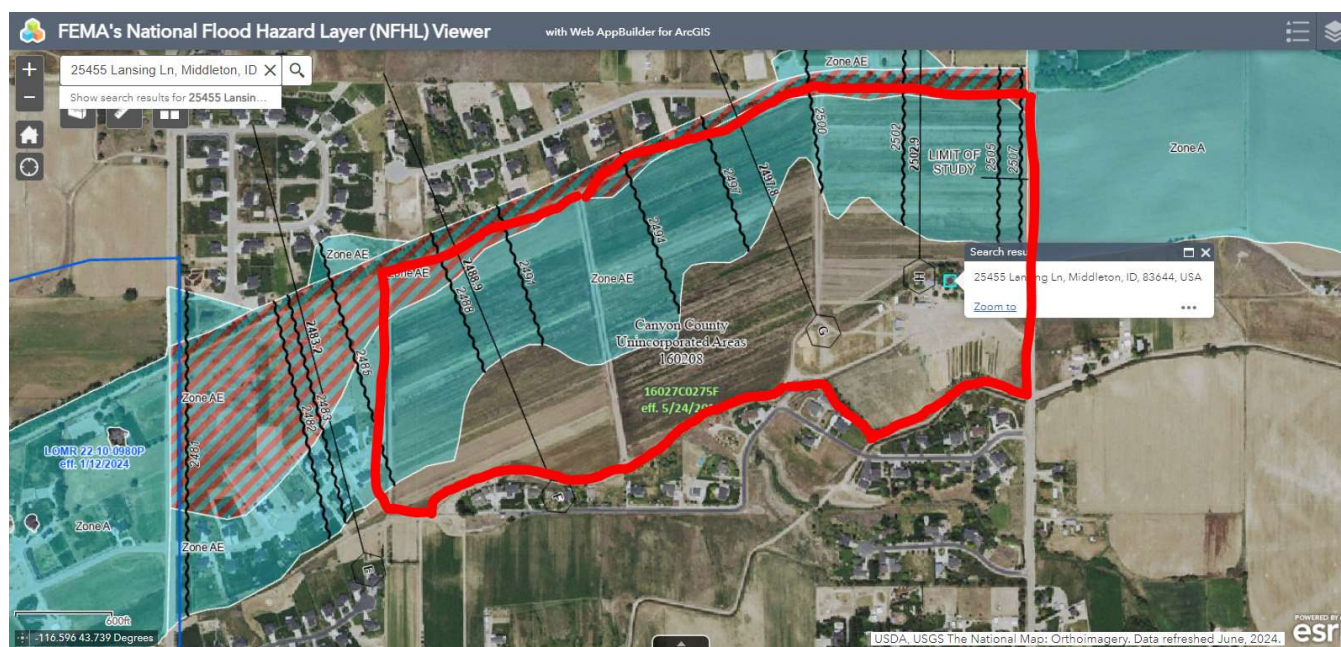 FEMA's National Flood Hazard Layer (NFHL) Viewer
with Web AppBuilder for ArcGIS
25455 Lansing Ln, Middleton, ID
Show search results for 25455 Lansin...
Zone AE
2500
2502
2502.9
LIMIT OF
STUDY
2505
2507
Zone A
2497
2497.8
2494
Zone AE
Zone AE
2488.9
2488
2491
Zone AE
Search resu
25455 Lansing Ln, Middleton, ID, 83644, USA
Zoom to
H
G
Canyon County
Unincorporated Areas
160208
16027C0275F
eff. 5/24/20
2483.2
2485
2483
2482
Zone AE
2481
LOMR 22-10-0980P
eff. 1/12/2024
Zone A
Zone AE
F
E
600ft
-116.596 43.739 Degrees
USDA, USGS The National Map: Orthoimagery. Data refreshed June, 2024.
POWERED BY
esri